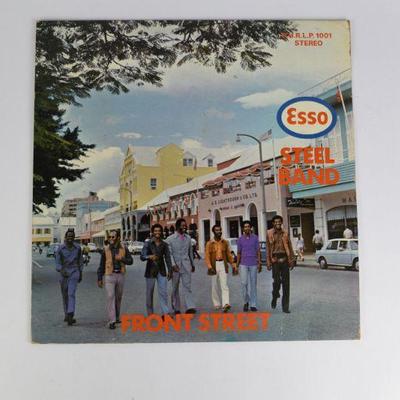 1001
STEREO
Esso
STEEL
BAND
FRONT STREET